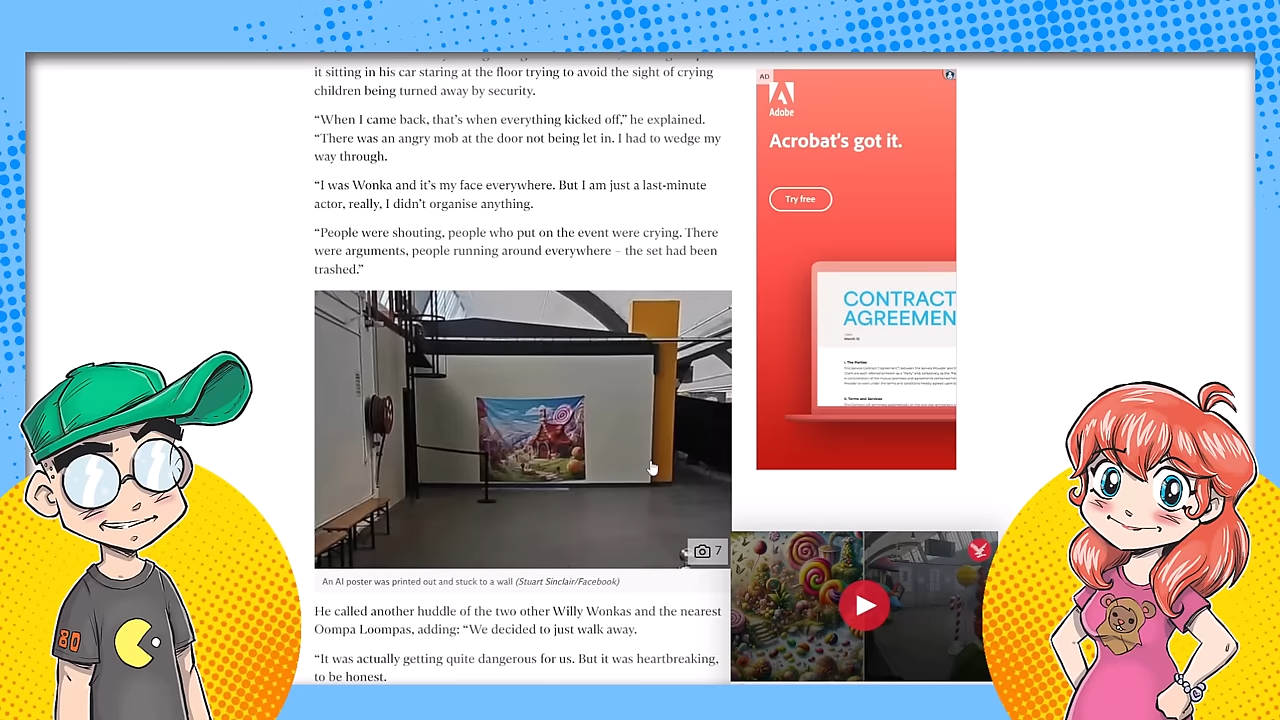 it sitting in his car staring at the floor trying to avoid the sight of crying
children being turned away by security.
“When I came back, that’s when everything kicked off,” he explained.
“There was an angry mob at the door not being let in. I had to wedge my
way through.
“I was Wonka and it’s my face everywhere. But I am just a last-minute
actor, really, I didn’t organise anything.
“People were shouting, people who put on the event were crying. There
were arguments, people running around everywhere – the set had been
trashed.”
7
An AI poster was printed out and stuck to a wall (Stuart Sinclair/Facebook)
He called another huddle of the two other Willy Wonkas and the nearest
Oompa Loompas, adding: “We decided to just walk away.
“It was actually getting quite dangerous for us. But it was heartbreaking,
to be honest.
AD
Adobe
Acrobat’s got it.
Try free
CONTRACT
AGREEMEN
1. The Parties
80